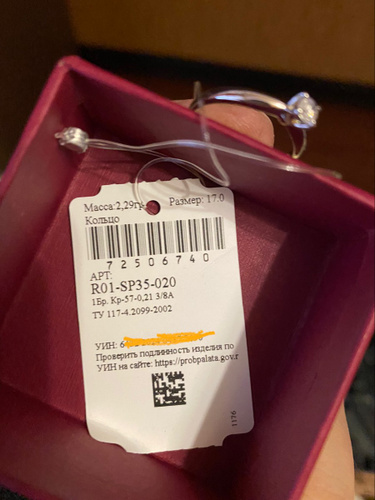 Масса:2,29гр. Размер: 17.0
Кольцо
72506740
АРТ:
R01-SP35-020
1Бр. Кр-57-0,21 3/8А
ТУ 117-4.2099-2002
УИН: 6
Проверить подлинность изделия по
УИН на сайте: https://probpalata.gov.r
1176